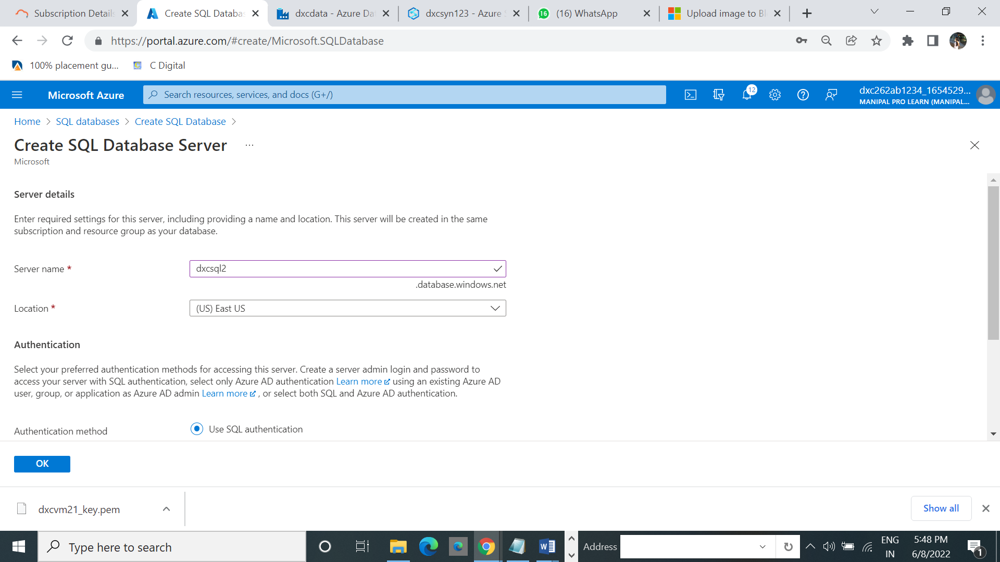 Subscription Details
Create SQL Databas
dxcdata - Azure Da
dxcsyn123 - Azure S
16
(16) WhatsApp
Upload image to Bl
https://portal.azure.com/#create/Microsoft.SQLDatabase
100% placement gu...
C Digital
Microsoft Azure
Search resources, services, and docs (G+/)
12
dxc262ab1234_1654529...
MANIPAL PRO LEARN (MANIPAL...
Home > SQL databases > Create SQL Database >
Create SQL Database Server ...
Microsoft
Server details
Enter required settings for this server, including providing a name and location. This server will be created in the same
subscription and resource group as your database.
Server name *
dxcsql2
.database.windows.net
Location *
(US) East US
Authentication
Select your preferred authentication methods for accessing this server. Create a server admin login and password to
access your server with SQL authentication, select only Azure AD authentication Learn more using an existing Azure AD
user, group, or application as Azure AD admin Learn more , or select both SQL and Azure AD authentication.
Authentication method
Use SQL authentication
OK
dxcvm21_key.pem
Show all
Type here to search
Address
ENG
IN
5:48 PM
6/8/2022
1